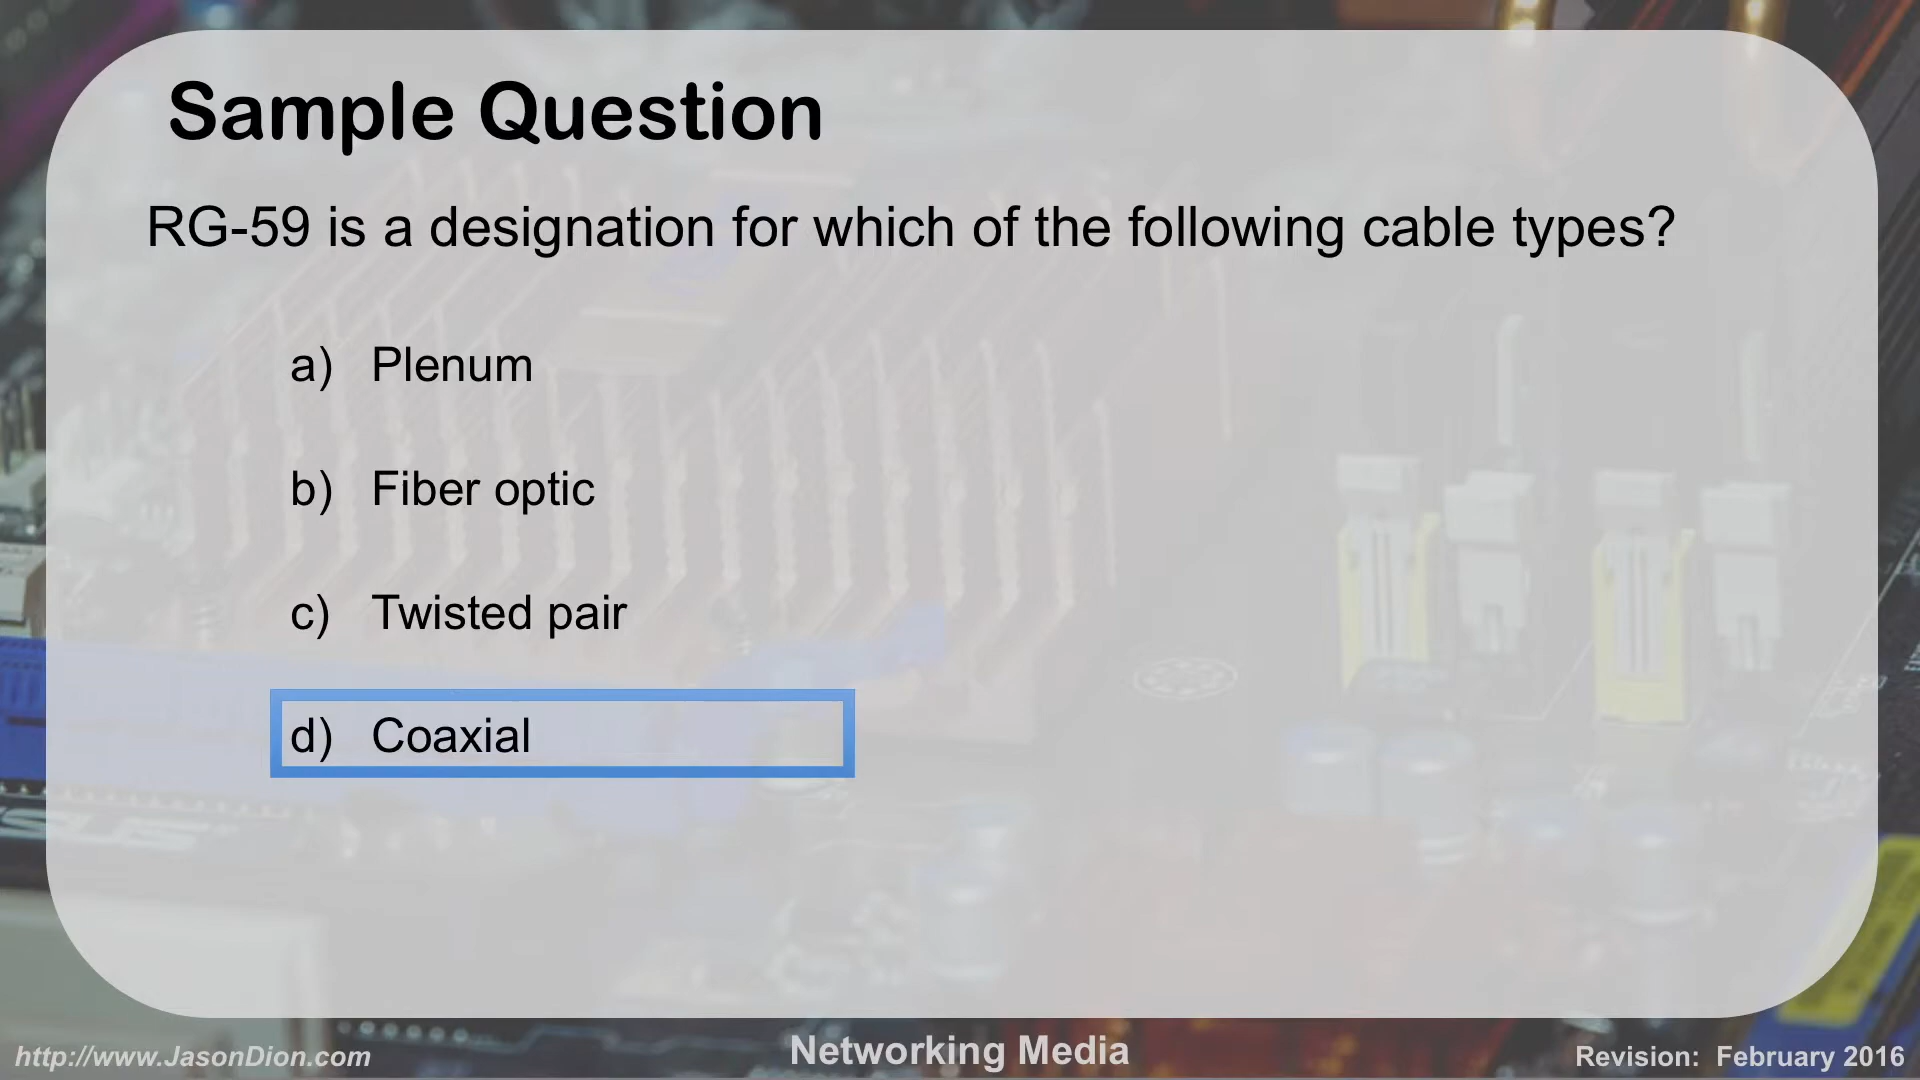 Sample Question
RG-59 is a designation for which of the following cable types?
a) Plenum
b) Fiber optic
c) Twisted pair
d) Coaxial
http://www.JasonDion.com
Networking Media
Revision: February 2016